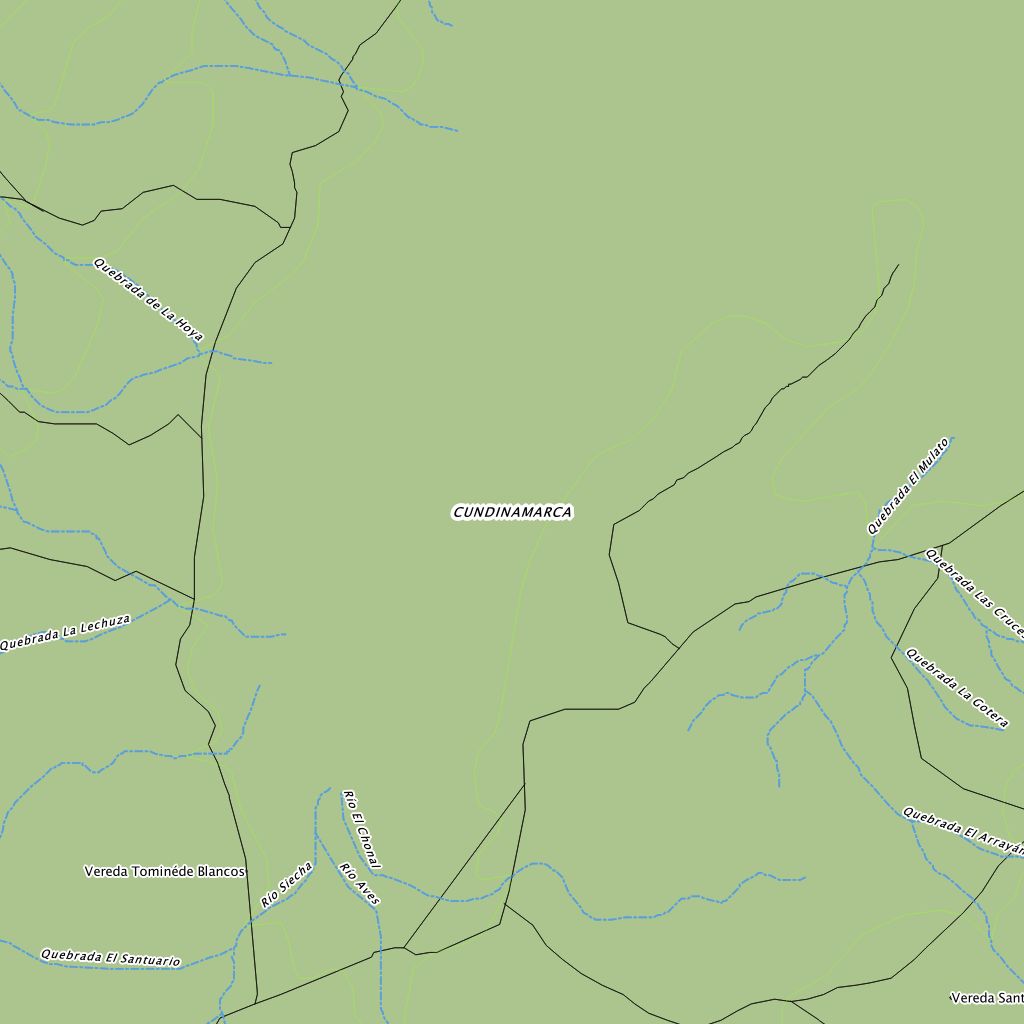 Quebrada de La Hoya
Quebrada El Mulato
CUNDINAMARCA
Quebrada Las Cruces
Quebrada La Lechuza
Quebrada La Gotera
Río El Chonal
Quebrada El Arrayán
Vereda Tominéde Blancos
Río Siecha
Río Aves
Quebrada El Santuario
Vereda Sant